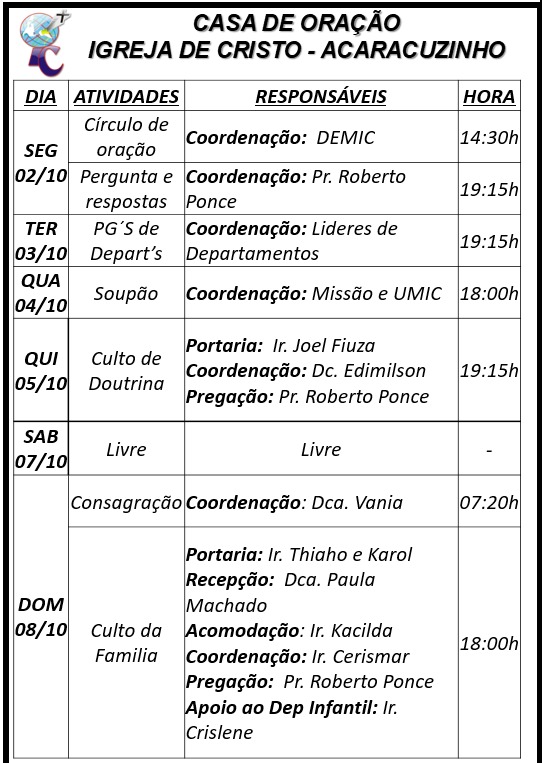 CASA DE ORAÇÃO
IGREJA DE CRISTO - ACARACUZINHO
DIA ATIVIDADES RESPONSÁVEIS HORA
SEG
02/10
Círculo de
oração
Coordenação: DEMIC
14:30h
Pergunta e
respostas
Coordenação: Pr. Roberto
Ponce
19:15h
TER
03/10
PG´S de
Depart’s
Coordenação: Lideres de
Departamentos
19:15h
QUA
04/10
Soupão
Coordenação: Missão e UMIC
18:00h
QUI
05/10
Culto de
Doutrina
Portaria: Ir. Joel Fiuza
Coordenação: Dc. Edimilson
Pregação: Pr. Roberto Ponce
19:15h
SAB
07/10
Livre
Livre
-
DOM
08/10
Consagração
Coordenação: Dca. Vania
07:20h
Culto da
Familia
Portaria: Ir. Thiaho e Karol
Recepção: Dca. Paula
Machado
Acomodação: Ir. Kacilda
Coordenação: Ir. Cerismar
Pregação: Pr. Roberto Ponce
Apoio ao Dep Infantil: Ir.
Crislene
18:00h